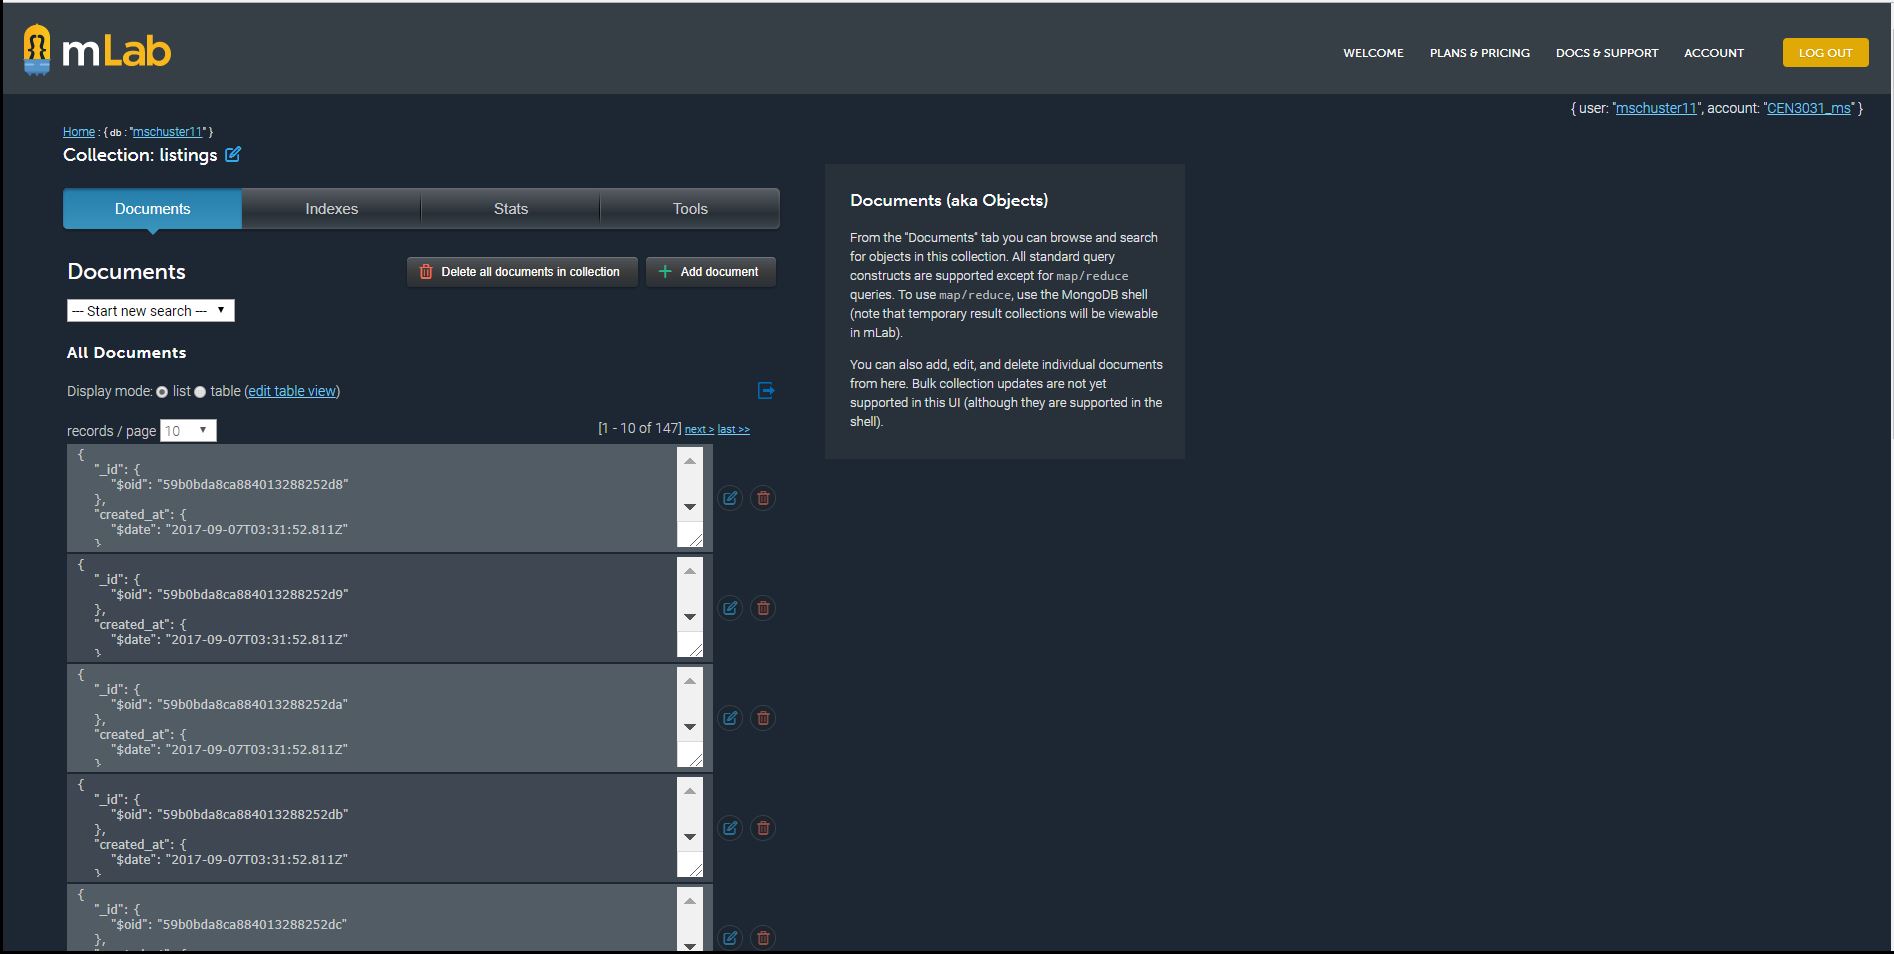 mLab
WELCOME PLANS & PRICING DOCS & SUPPORT ACCOUNT LOG OUT
{ user: "mschuster11", account: "CEN3031_ms" }
Home : { db : "mschuster11" }
Collection: listings
Documents Indexes Stats Tools
Documents
Delete all documents in collection
Add document
--- Start new search ---
All Documents
Display mode: list table (edit table view)
records / page 10
[1 - 10 of 147] next > last >>
{
"_id": {
"$oid": "59b0bda8ca884013288252d8"
},
"created_at": {
"$date": "2017-09-07T03:31:52.811Z"
}
{
"_id": {
"$oid": "59b0bda8ca884013288252d9"
},
"created_at": {
"$date": "2017-09-07T03:31:52.811Z"
}
{
"_id": {
"$oid": "59b0bda8ca884013288252da"
},
"created_at": {
"$date": "2017-09-07T03:31:52.811Z"
}
{
"_id": {
"$oid": "59b0bda8ca884013288252db"
},
"created_at": {
"$date": "2017-09-07T03:31:52.811Z"
}
{
"_id": {
"$oid": "59b0bda8ca884013288252dc"
},
Documents (aka Objects)
From the "Documents" tab you can browse and search
for objects in this collection. All standard query
constructs are supported except for map/reduce
queries. To use map/reduce, use the MongoDB shell
(note that temporary result collections will be viewable
in mLab).
You can also add, edit, and delete individual documents
from here. Bulk collection updates are not yet
supported in this UI (although they are supported in the
shell).